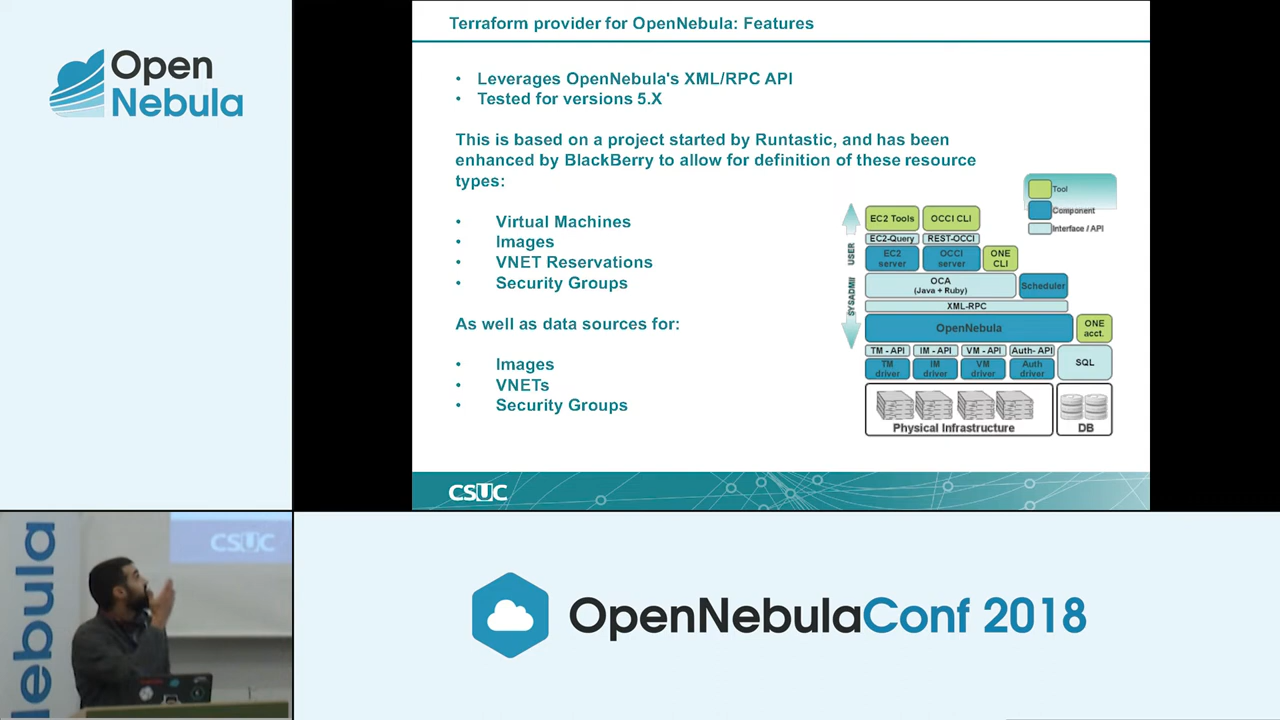 Open
Nebula
Terraform provider for OpenNebula: Features
• Leverages OpenNebula's XML/RPC API
• Tested for versions 5.X
This is based on a project started by Runtastic, and has been
enhanced by BlackBerry to allow for definition of these resource
types:
• Virtual Machines
• Images
• VNET Reservations
• Security Groups
As well as data sources for:
• Images
• VNETs
• Security Groups
Tool
Component
Interface / API
USER
SYSADMII
EC2 Tools
OCCI CLI
EC2-Query
REST-OCCI
EC2
server
OCCI
server
ONE
CLI
OCA
(Java + Ruby)
Scheduler
XML-RPC
OpenNebula
ONE
acct.
TM - API
IM - API
VM - API
Auth- API
TM
driver
IM
driver
VM
driver
Auth
driver
SQL
Physical Infrastructure
DB
CSUC
nebula
CSUC
OpenNebulaConf 2018